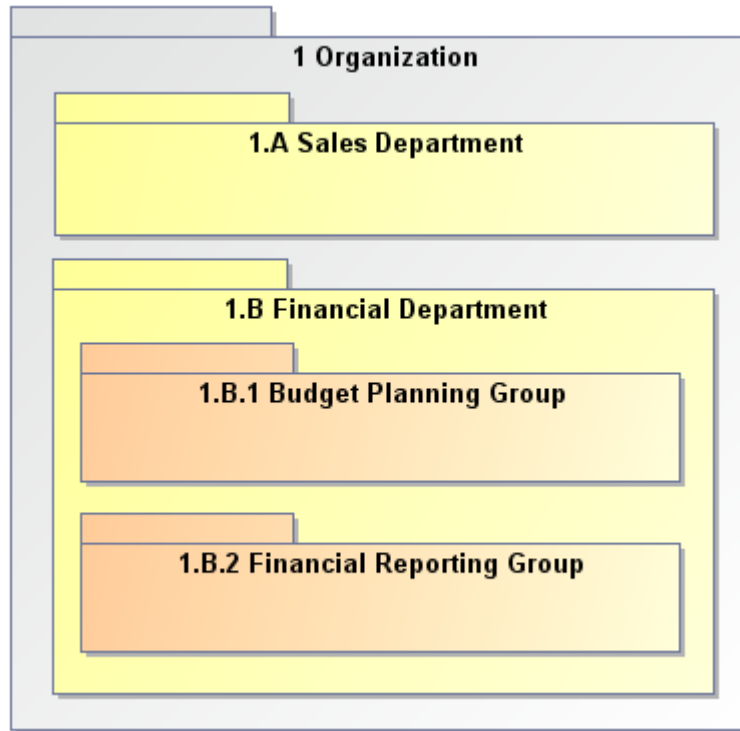 1 Organization
1.A Sales Department
1.B Financial Department
1.B.1 Budget Planning Group
1.B.2 Financial Reporting Group